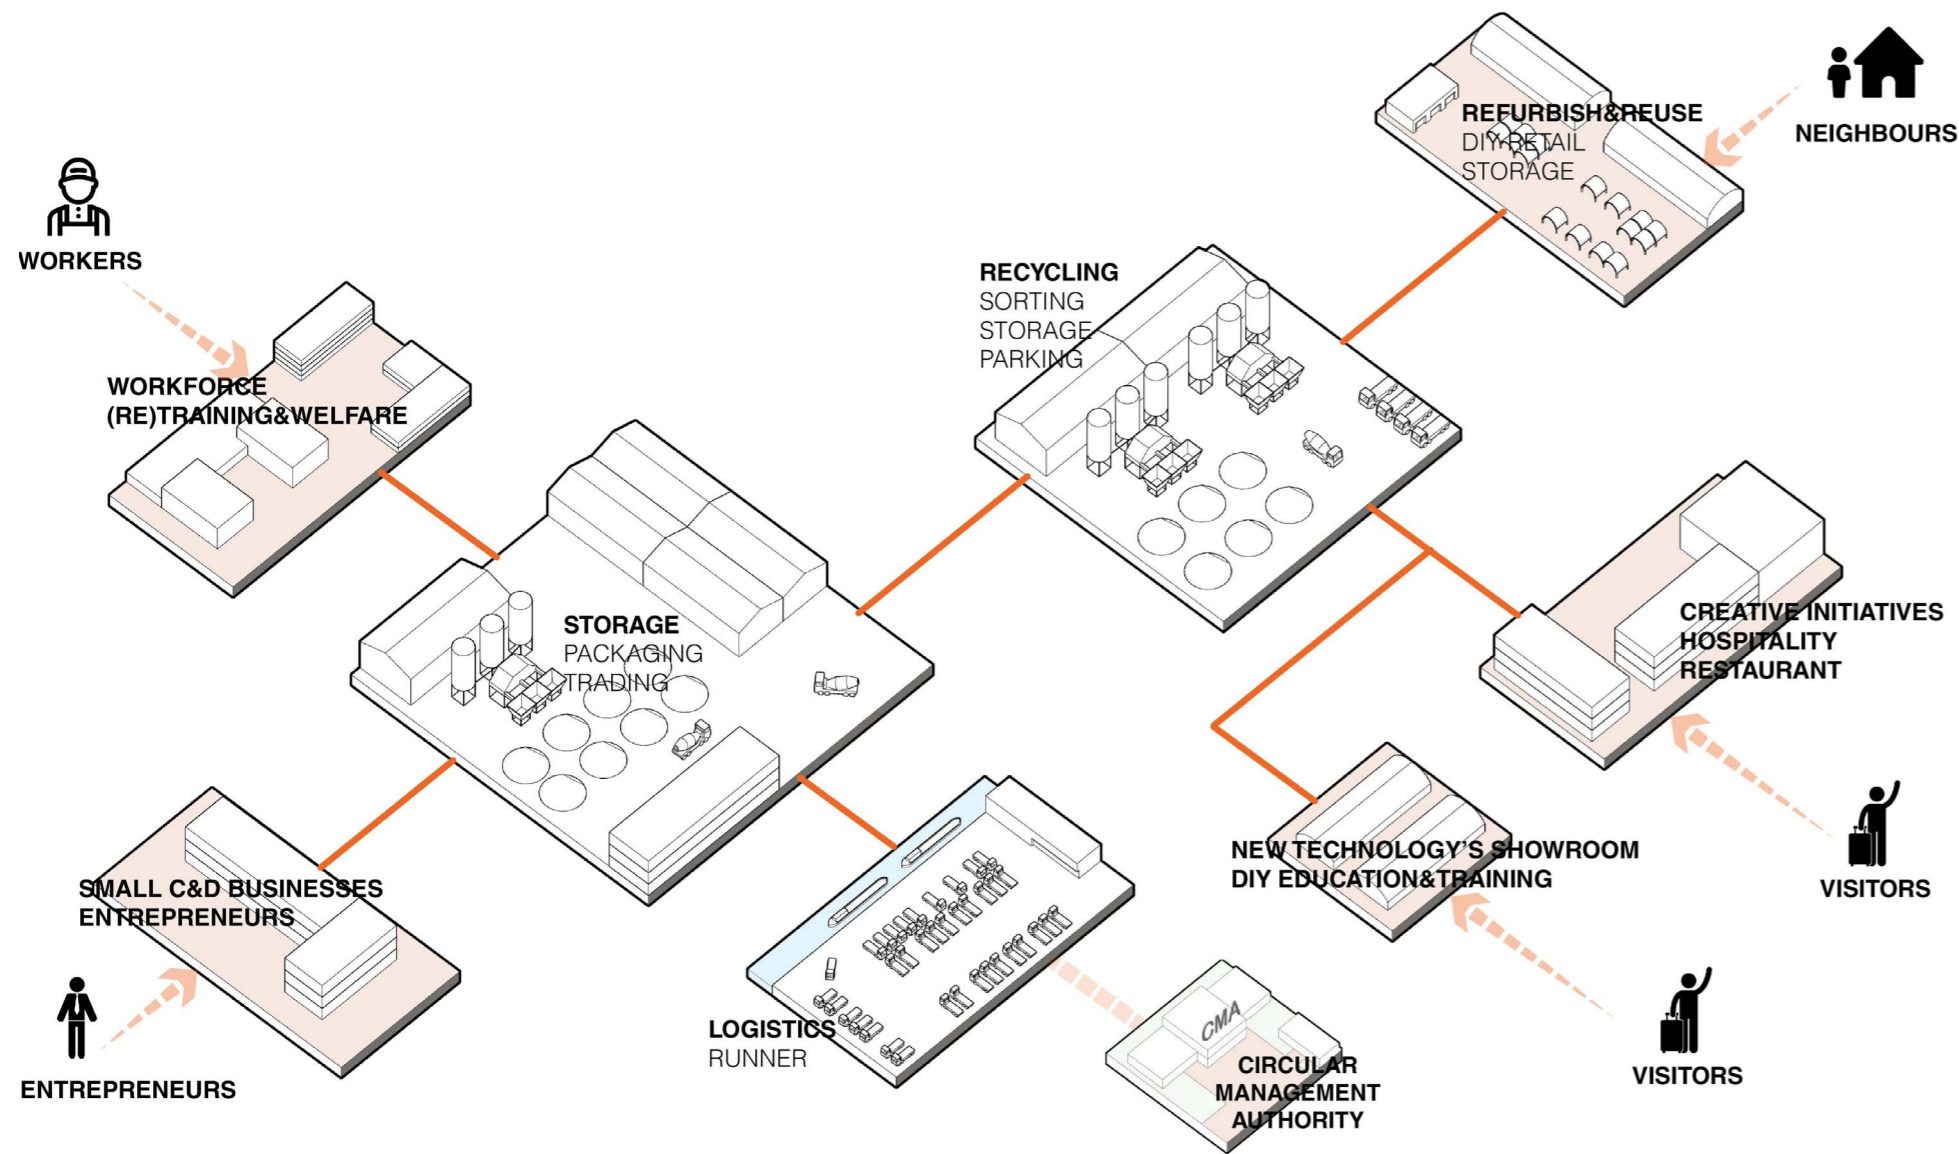 NEIGHBOURS
REFURBISH&REUSE
DIY RETAIL
STORAGE
WORKERS
RECYCLING
SORTING
STORAGE
PARKING
WORKFORCE
(RE)TRAINING&WELFARE
STORAGE
PACKAGING
TRADING
CREATIVE INITIATIVES
HOSPITALITY
RESTAURANT
NEW TECHNOLOGY'S SHOWROOM
DIY EDUCATION&TRAINING
VISITORS
SMALL C&D BUSINESSES
ENTREPRENEURS
LOGISTICS
RUNNER
CMA
CIRCULAR
MANAGEMENT
AUTHORITY
VISITORS
ENTREPRENEURS